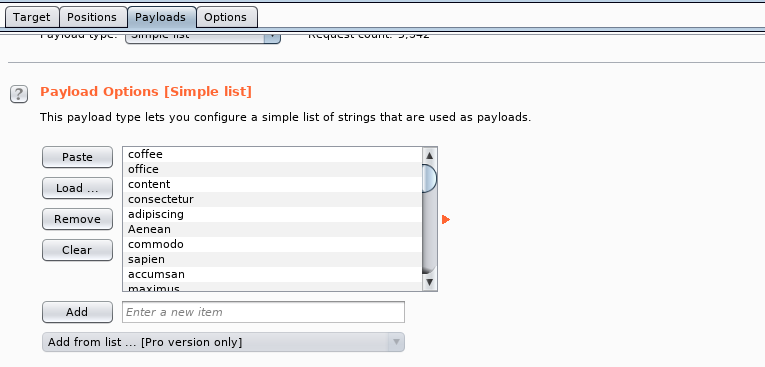 Target Positions Payloads Options
Payload type: Simple list Request count: 5,542
? Payload Options [Simple list]
This payload type lets you configure a simple list of strings that are used as payloads.
Paste
Load ...
Remove
Clear
coffee
office
content
consectetur
adipiscing
Aenean
commodo
sapien
accumsan
maximus
Add Enter a new item
Add from list ... [Pro version only]